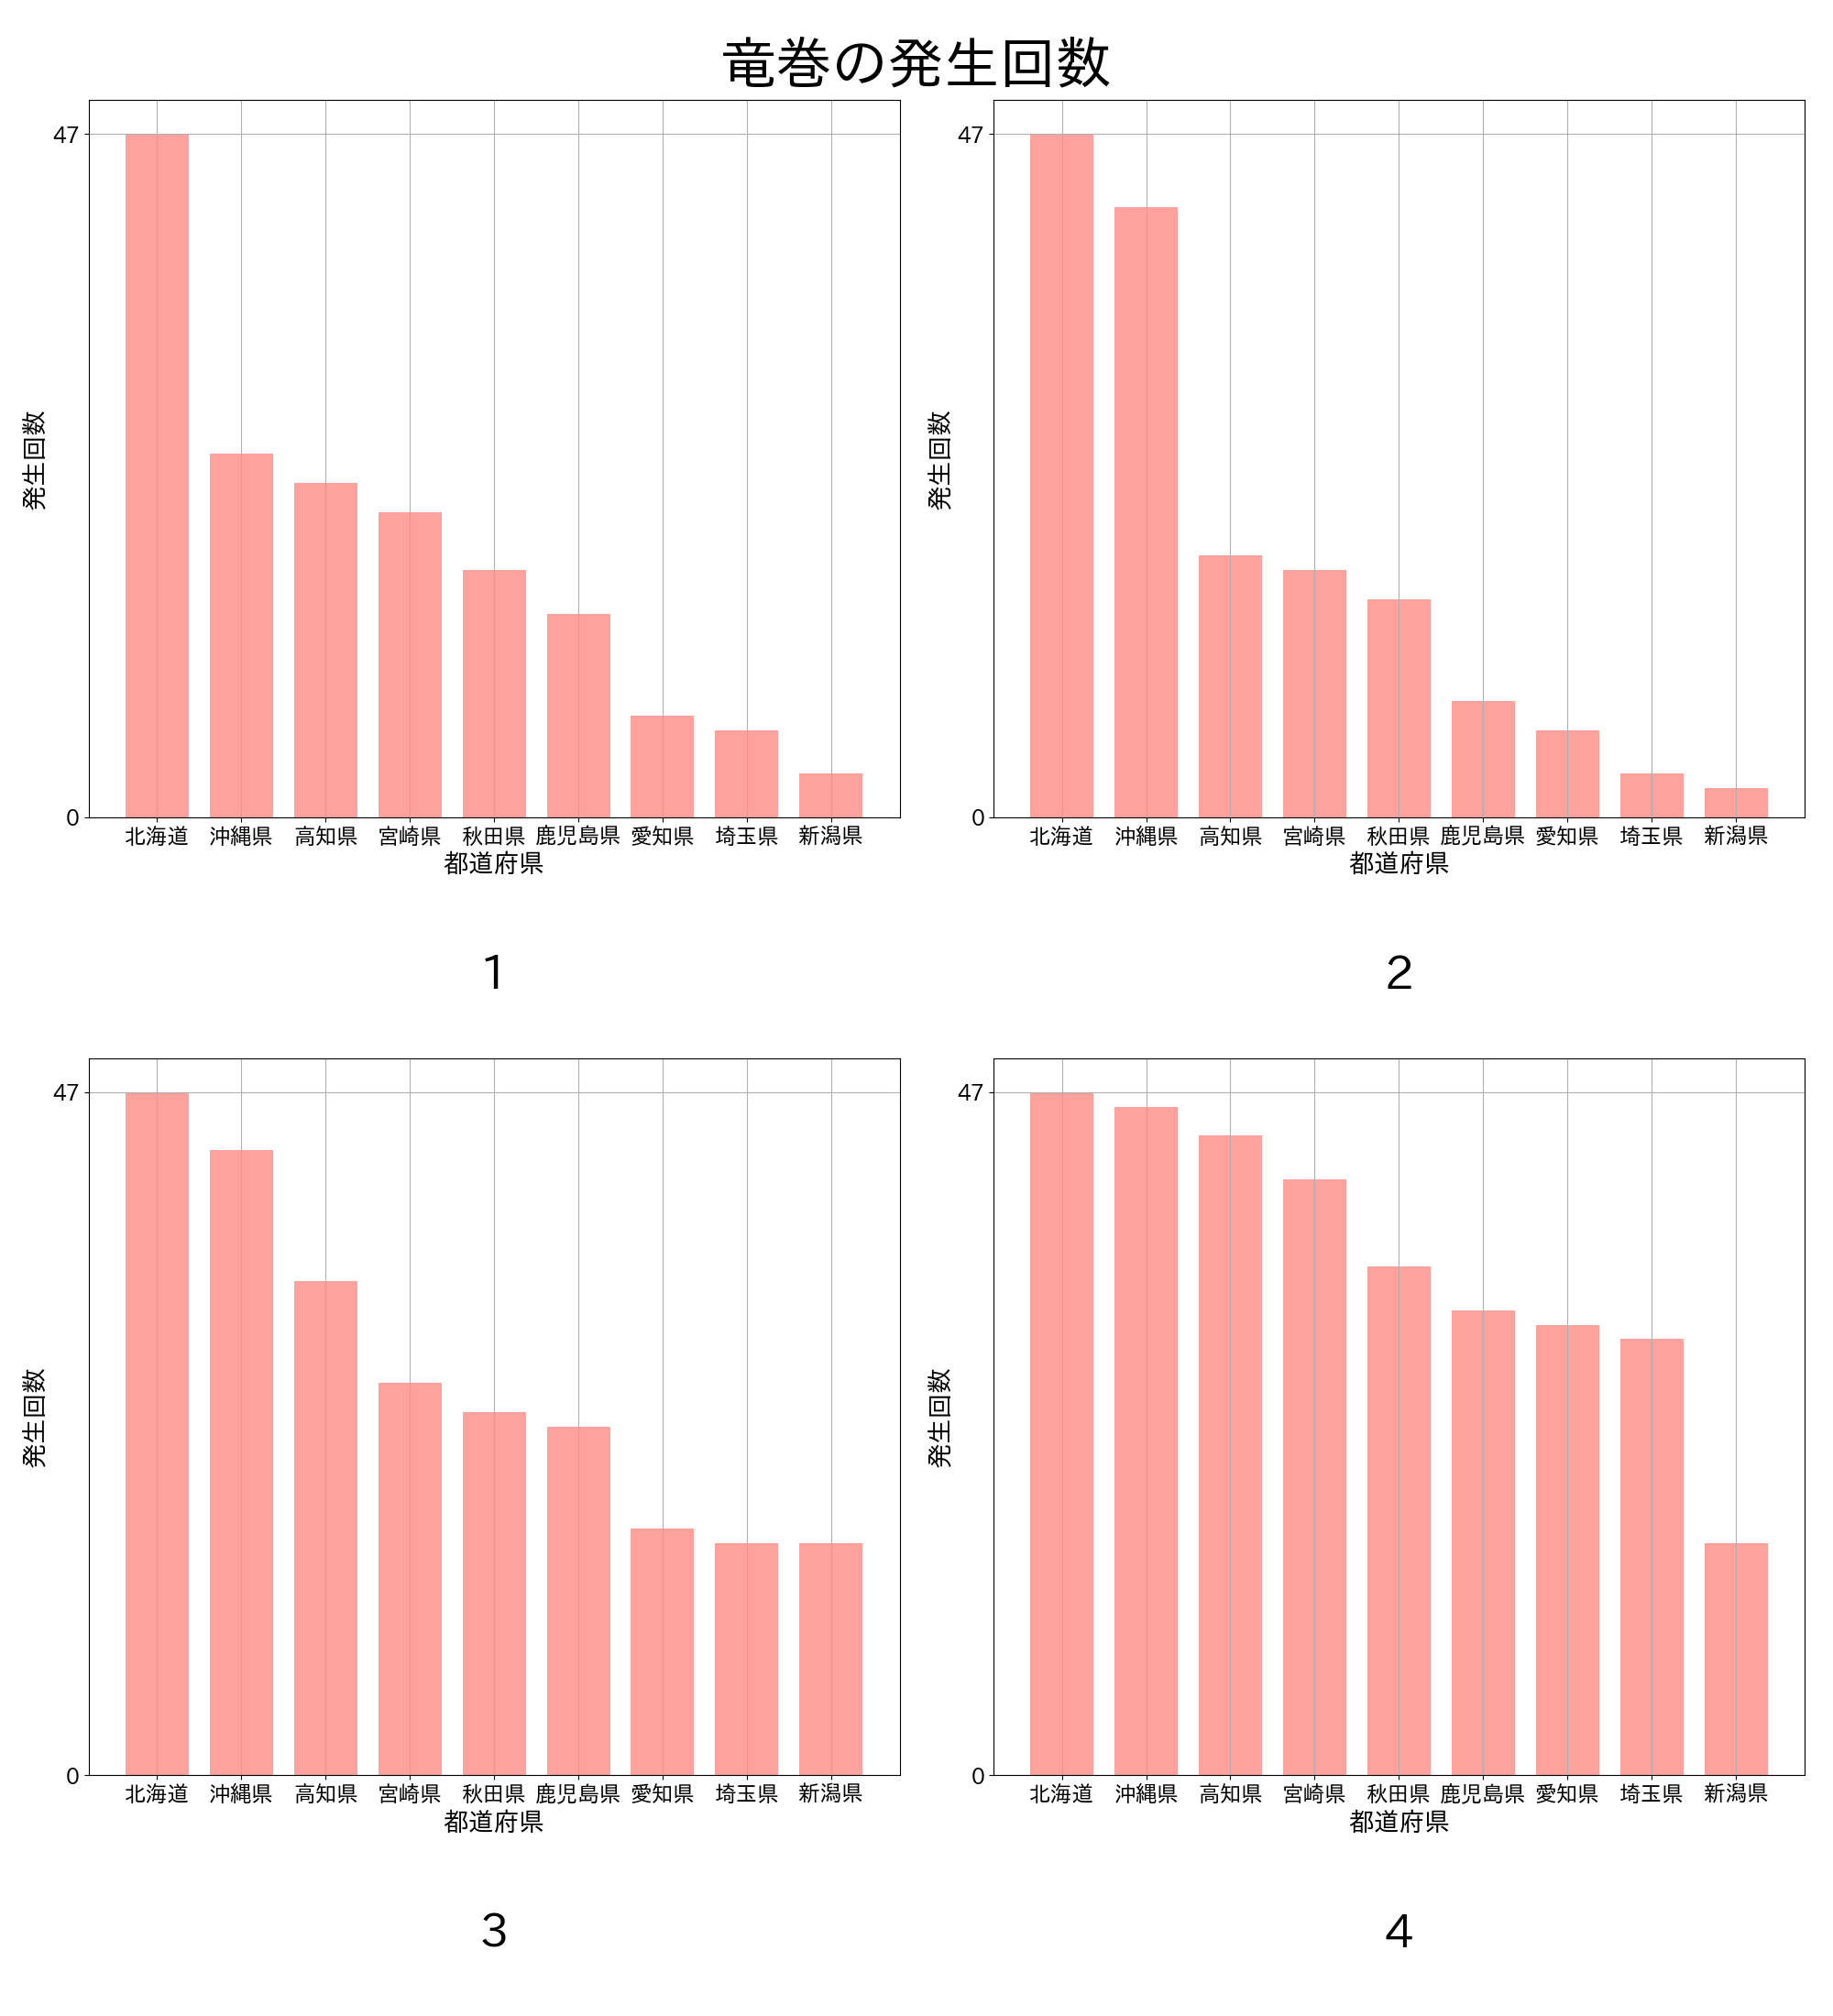 竜巻の発生回数
47
0
発生回数
北海道 沖縄県 高知県 宮崎県 秋田県 鹿児島県 愛知県 埼玉県 新潟県
都道府県
1
47
0
発生回数
北海道 沖縄県 高知県 宮崎県 秋田県 鹿児島県 愛知県 埼玉県 新潟県
都道府県
2
47
0
発生回数
北海道 沖縄県 高知県 宮崎県 秋田県 鹿児島県 愛知県 埼玉県 新潟県
都道府県
3
47
0
発生回数
北海道 沖縄県 高知県 宮崎県 秋田県 鹿児島県 愛知県 埼玉県 新潟県
都道府県
4